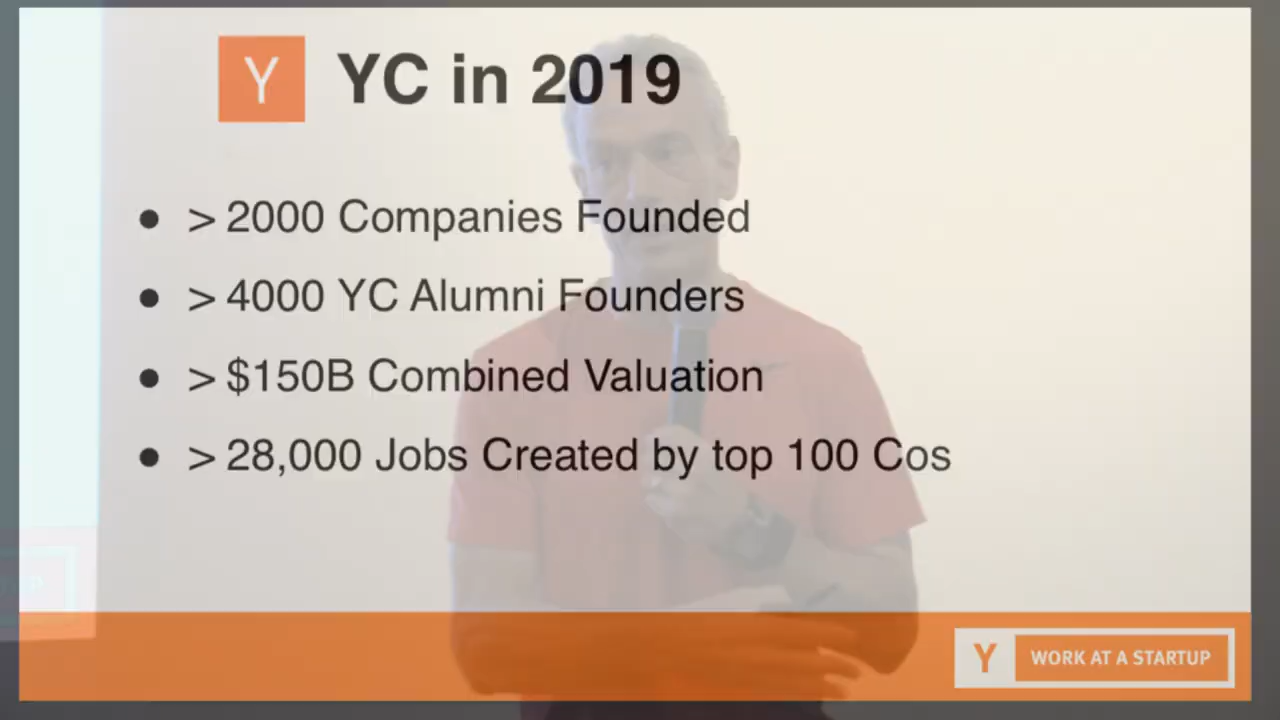 Y YC in 2019
● > 2000 Companies Founded
● > 4000 YC Alumni Founders
● > $150B Combined Valuation
● > 28,000 Jobs Created by top 100 Cos
Y WORK AT A STARTUP